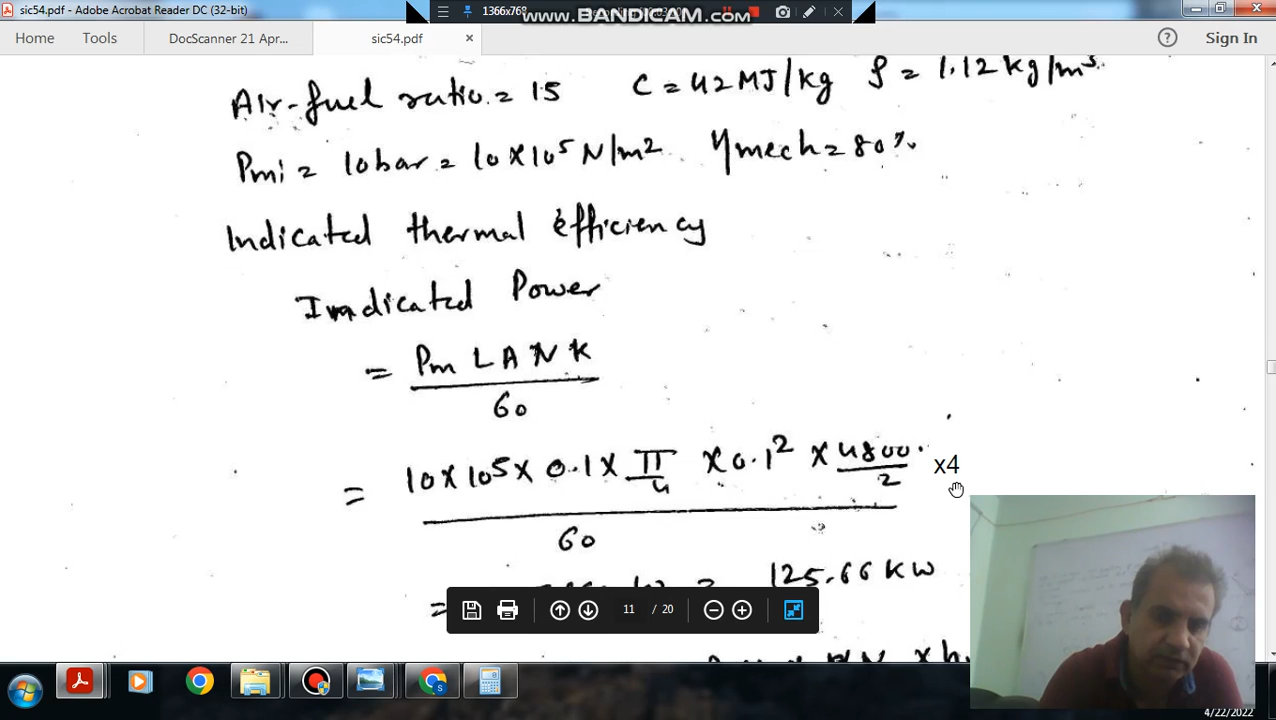 sic54.pdf - Adobe Acrobat Reader DC (32-bit)
1366x768
www.BANDICAM.com
Home Tools DocScanner 21 Apr... sic54.pdf × ? Sign In
Air-fuel ratio = 15 C = 42 MJ/kg ρ = 1.12 kg/m³
Pmi = 10 bar = 10 × 10⁵ N/m² ηmech = 80%
Indicated thermal efficiency
Indicated Power
= Pm L A N K / 60
= 10 × 10⁵ × 0.1 × π/4 × 0.1² × 4800/2 x4 / 60
= 125.66 KW
11 / 20
4/22/2022